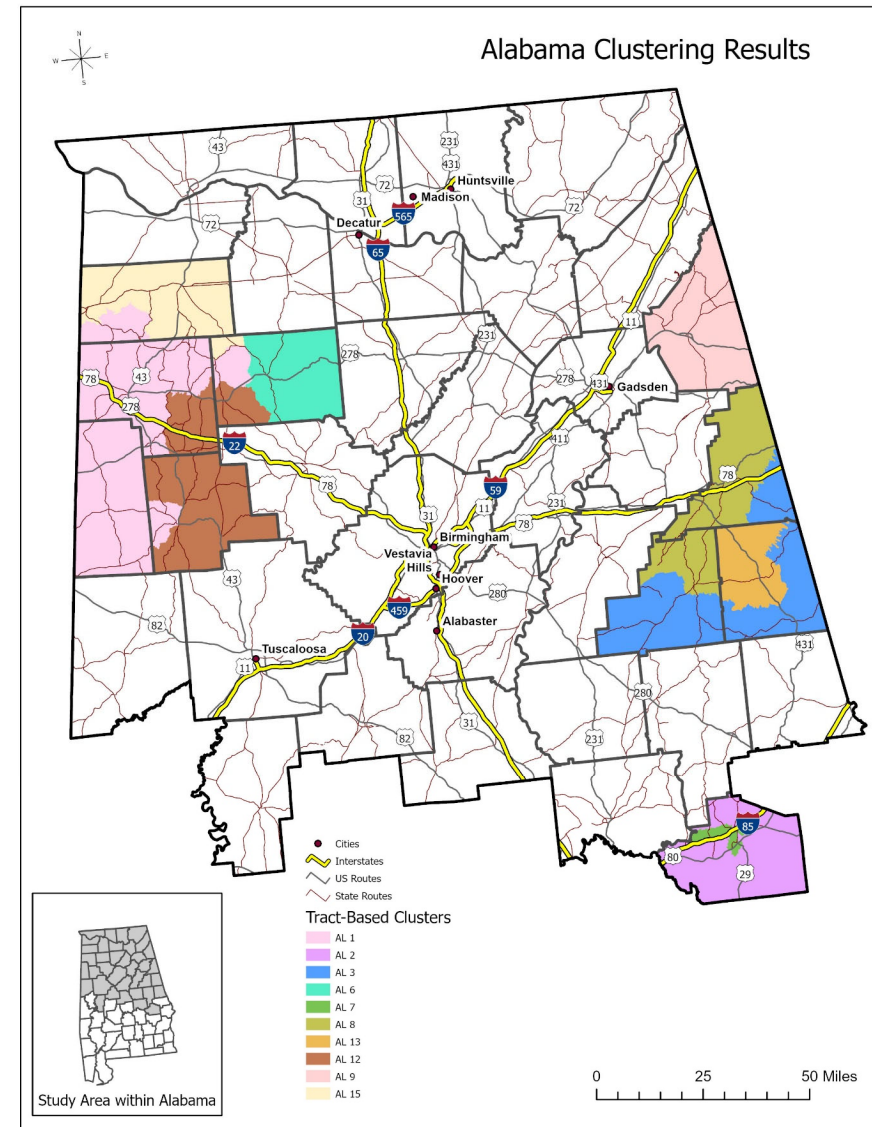 Alabama Clustering Results
N
W E
S
43
231
431
Huntsville
72
Madison
31
72
565
Decatur
72
65
11
231
278
43
78
278
431
Gadsden
278
411
22
78
59
78
31
11
231
78
Birmingham
Vestavia
Hills
Hoover
43
280
459
Alabaster
82
20
Tuscaloosa
11
431
280
31
82
231
85
80
29
Cities
Interstates
US Routes
State Routes
Tract-Based Clusters
AL 1
AL 2
AL 3
AL 6
AL 7
AL 8
AL 13
AL 12
AL 9
AL 15
Study Area within Alabama
0 25 50 Miles